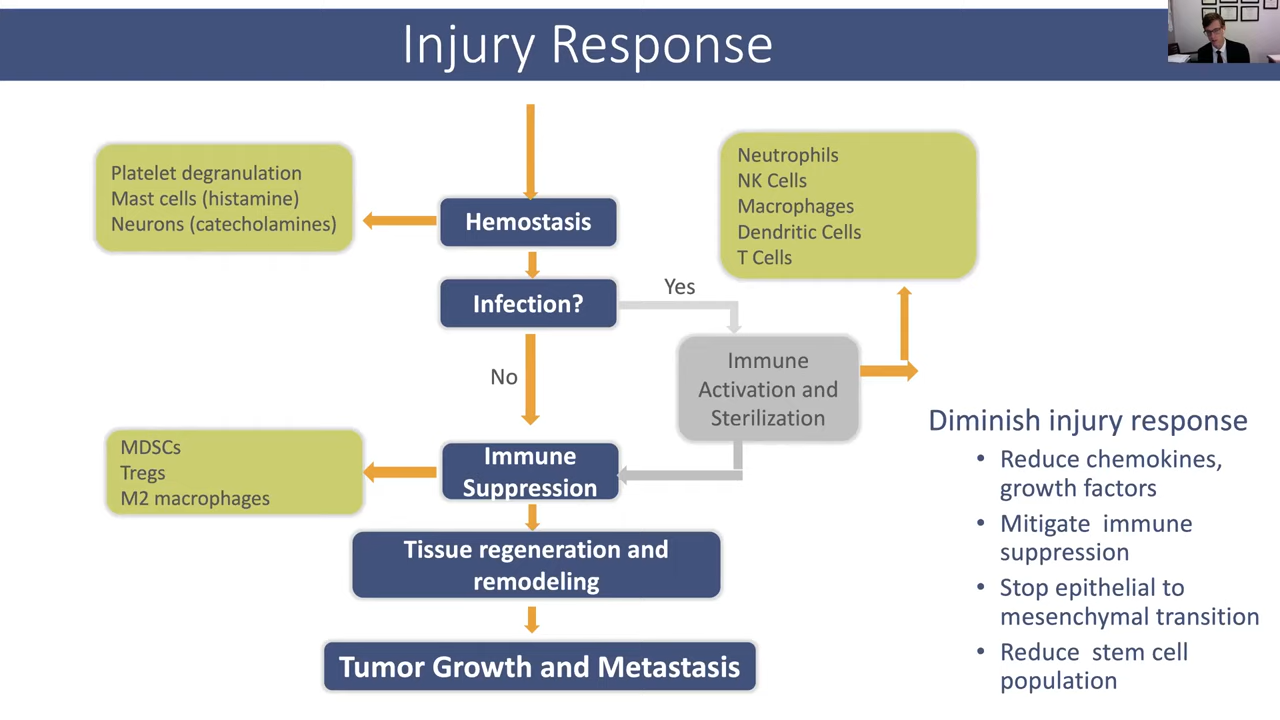 Injury Response
Platelet degranulation
Mast cells (histamine)
Neurons (catecholamines)
Hemostasis
Neutrophils
NK Cells
Macrophages
Dendritic Cells
T Cells
Infection?
Yes
No
Immune
Activation and
Sterilization
MDSCs
Tregs
M2 macrophages
Immune
Suppression
Tissue regeneration and
remodeling
Tumor Growth and Metastasis
Diminish injury response
• Reduce chemokines,
growth factors
• Mitigate immune
suppression
• Stop epithelial to
mesenchymal transition
• Reduce stem cell
population